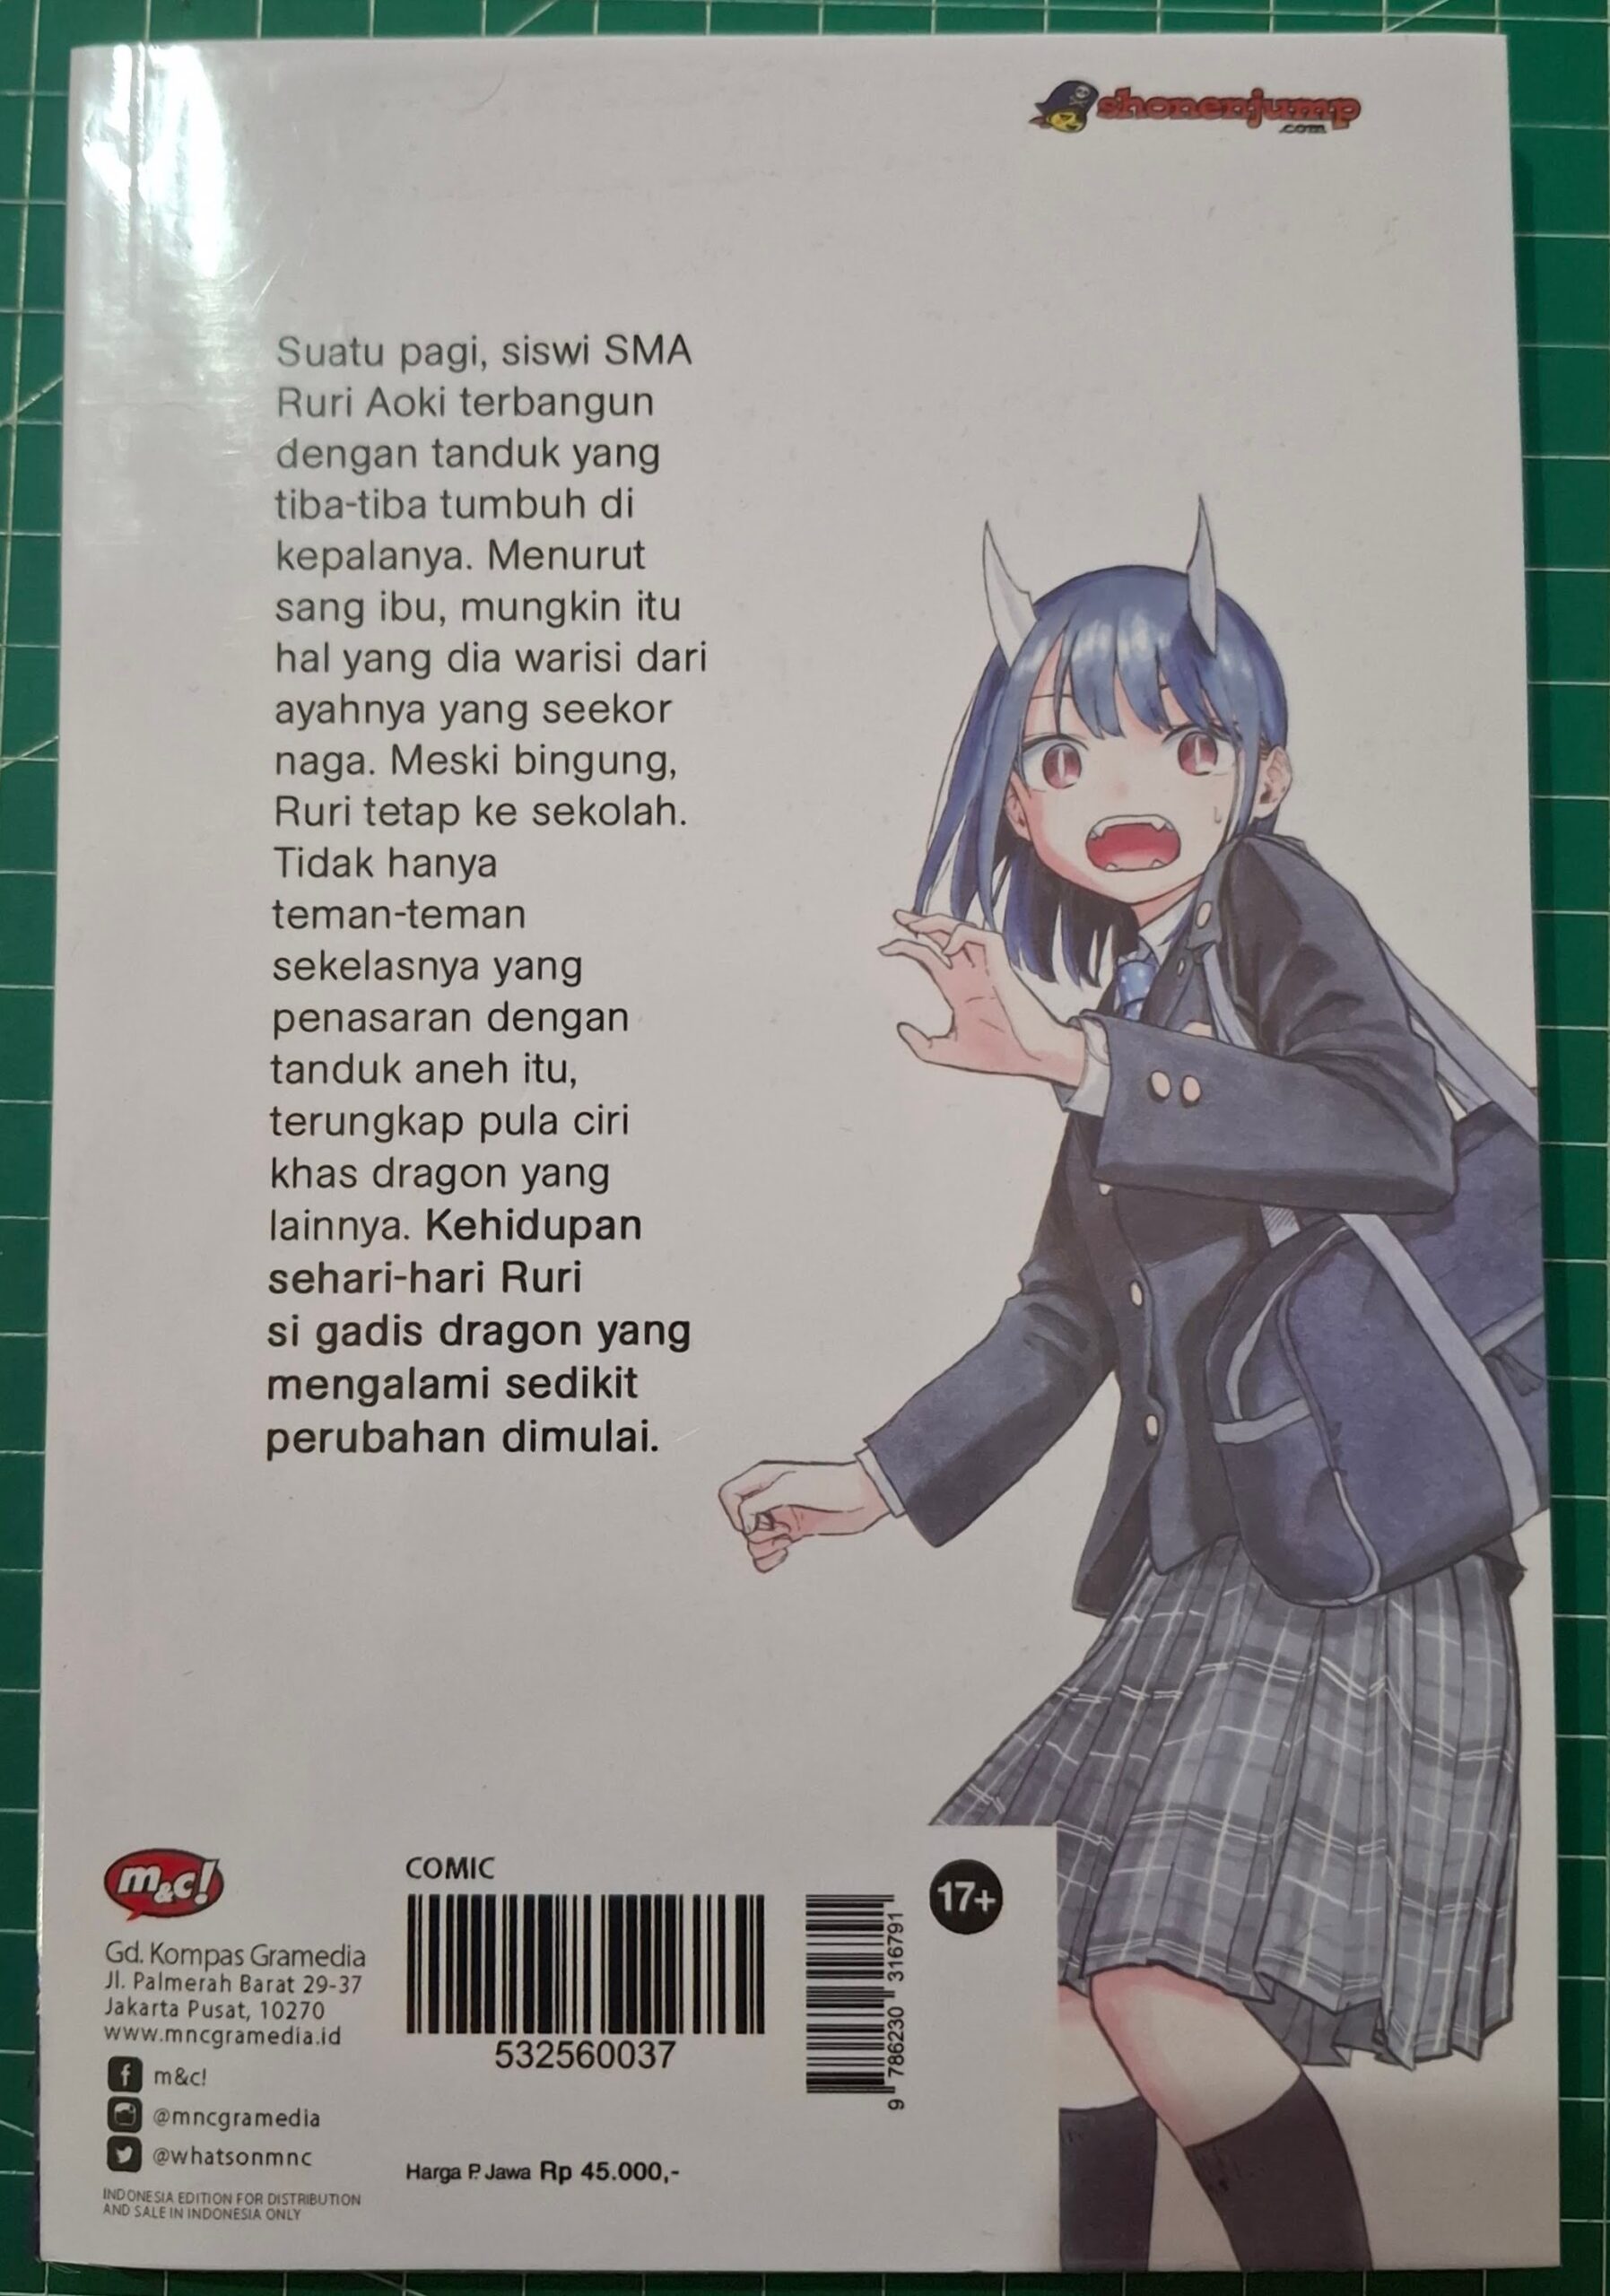 shonenjump
.com
Suatu pagi, siswi SMA
Ruri Aoki terbangun
dengan tanduk yang
tiba-tiba tumbuh di
kepalanya. Menurut
sang ibu, mungkin itu
hal yang dia warisi dari
ayahnya yang seekor
naga. Meski bingung,
Ruri tetap ke sekolah.
Tidak hanya
teman-teman
sekelasnya yang
penasaran dengan
tanduk aneh itu,
terungkap pula ciri
khas dragon yang
lainnya. Kehidupan
sehari-hari Ruri
si gadis dragon yang
mengalami sedikit
perubahan dimulai.
m&c!
Gd. Kompas Gramedia
Jl. Palmerah Barat 29-37
Jakarta Pusat, 10270
www.mncgramedia.id
f m&c!
@mncgramedia
@whatsonmnc
INDONESIA EDITION FOR DISTRIBUTION
AND SALE IN INDONESIA ONLY
COMIC
532560037
Harga P. Jawa Rp 45.000,-
9 786230 316791
17+